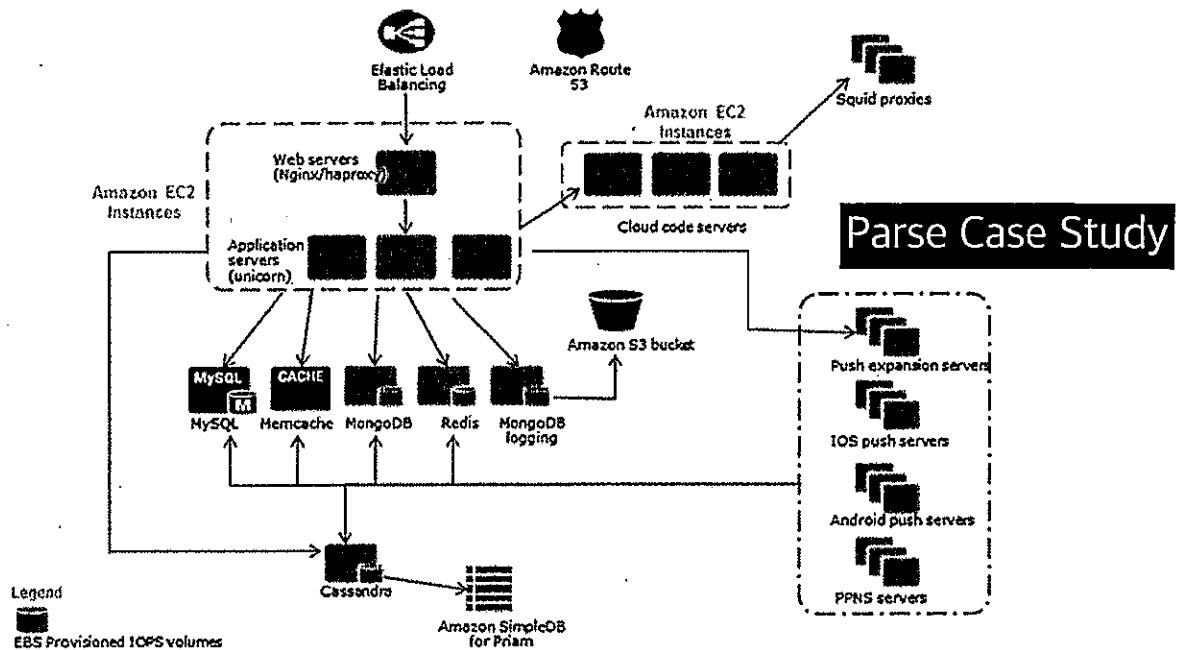 Elastic Load
Balancing
Amazon Route
53
Squid proxies
Amazon EC2
Instances
Web servers
(Nginx/haproxy)
Amazon EC2
Instances
Cloud code servers
Parse Case Study
Application
servers
(unicorn)
Amazon S3 bucket
Push expansion servers
MySQL
M
CACHE
MySQL
Memcache
MongoDB
Redis
MongoDB
logging
IOS push servers
Android push servers
Cassandra
PPNS servers
Legend
Amazon SimpleDB
for Priam
EBS Provisioned IOPS volumes